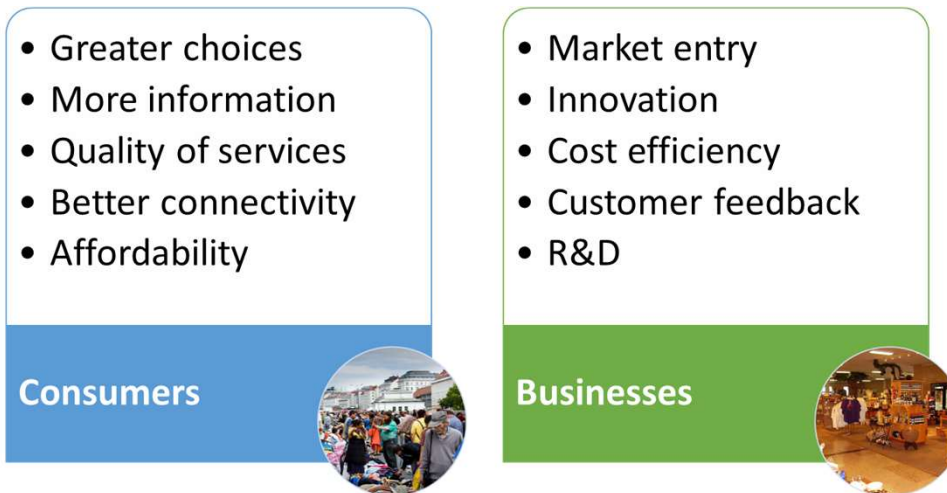 • Greater choices
• More information
• Quality of services
• Better connectivity
• Affordability
Consumers
• Market entry
• Innovation
• Cost efficiency
• Customer feedback
• R&D
Businesses